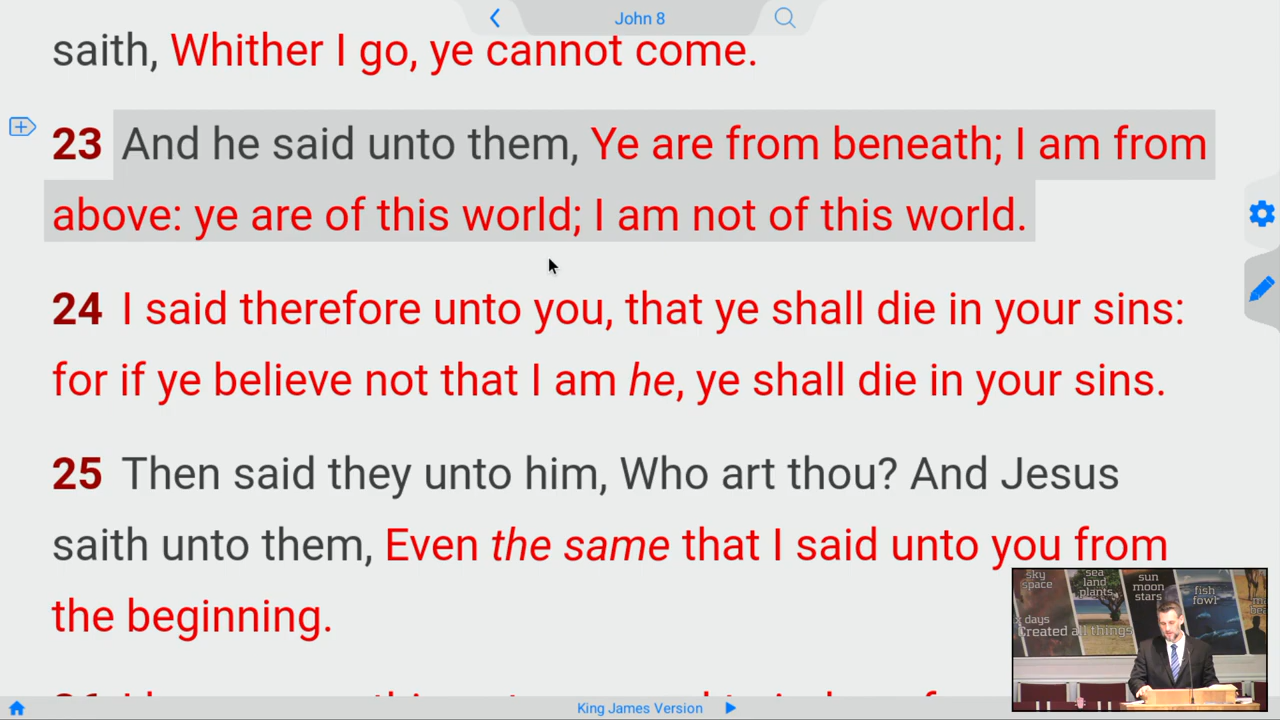 John 8
saith, Whither I go, ye cannot come.
23 And he said unto them, Ye are from beneath; I am from
above: ye are of this world; I am not of this world.
24 I said therefore unto you, that ye shall die in your sins:
for if ye believe not that I am he, ye shall die in your sins.
25 Then said they unto him, Who art thou? And Jesus
saith unto them, Even the same that I said unto you from
the beginning.
sky
space
sea
land
plants
sun
moon
stars
fish
fowl
days
Created all things
King James Version